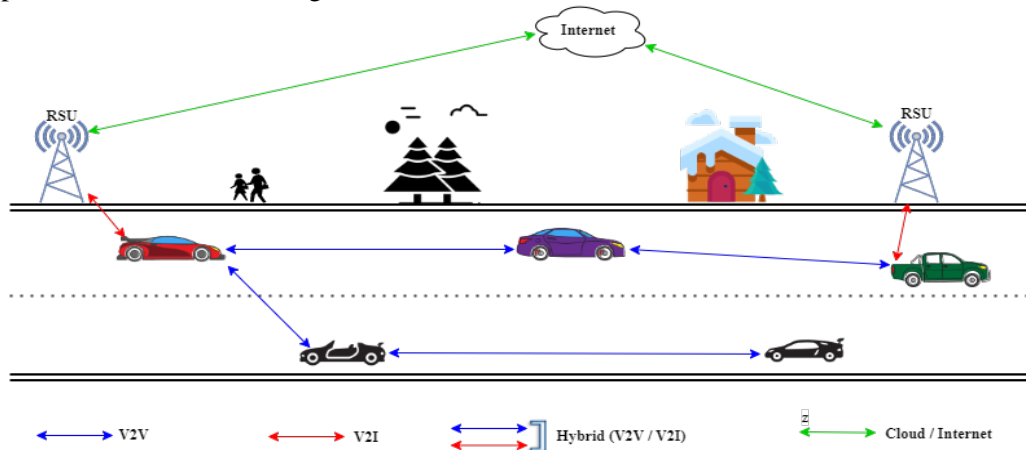 Internet
RSU
RSU
z
V2V
V2I
Hybrid (V2V / V2I)
Cloud / Internet